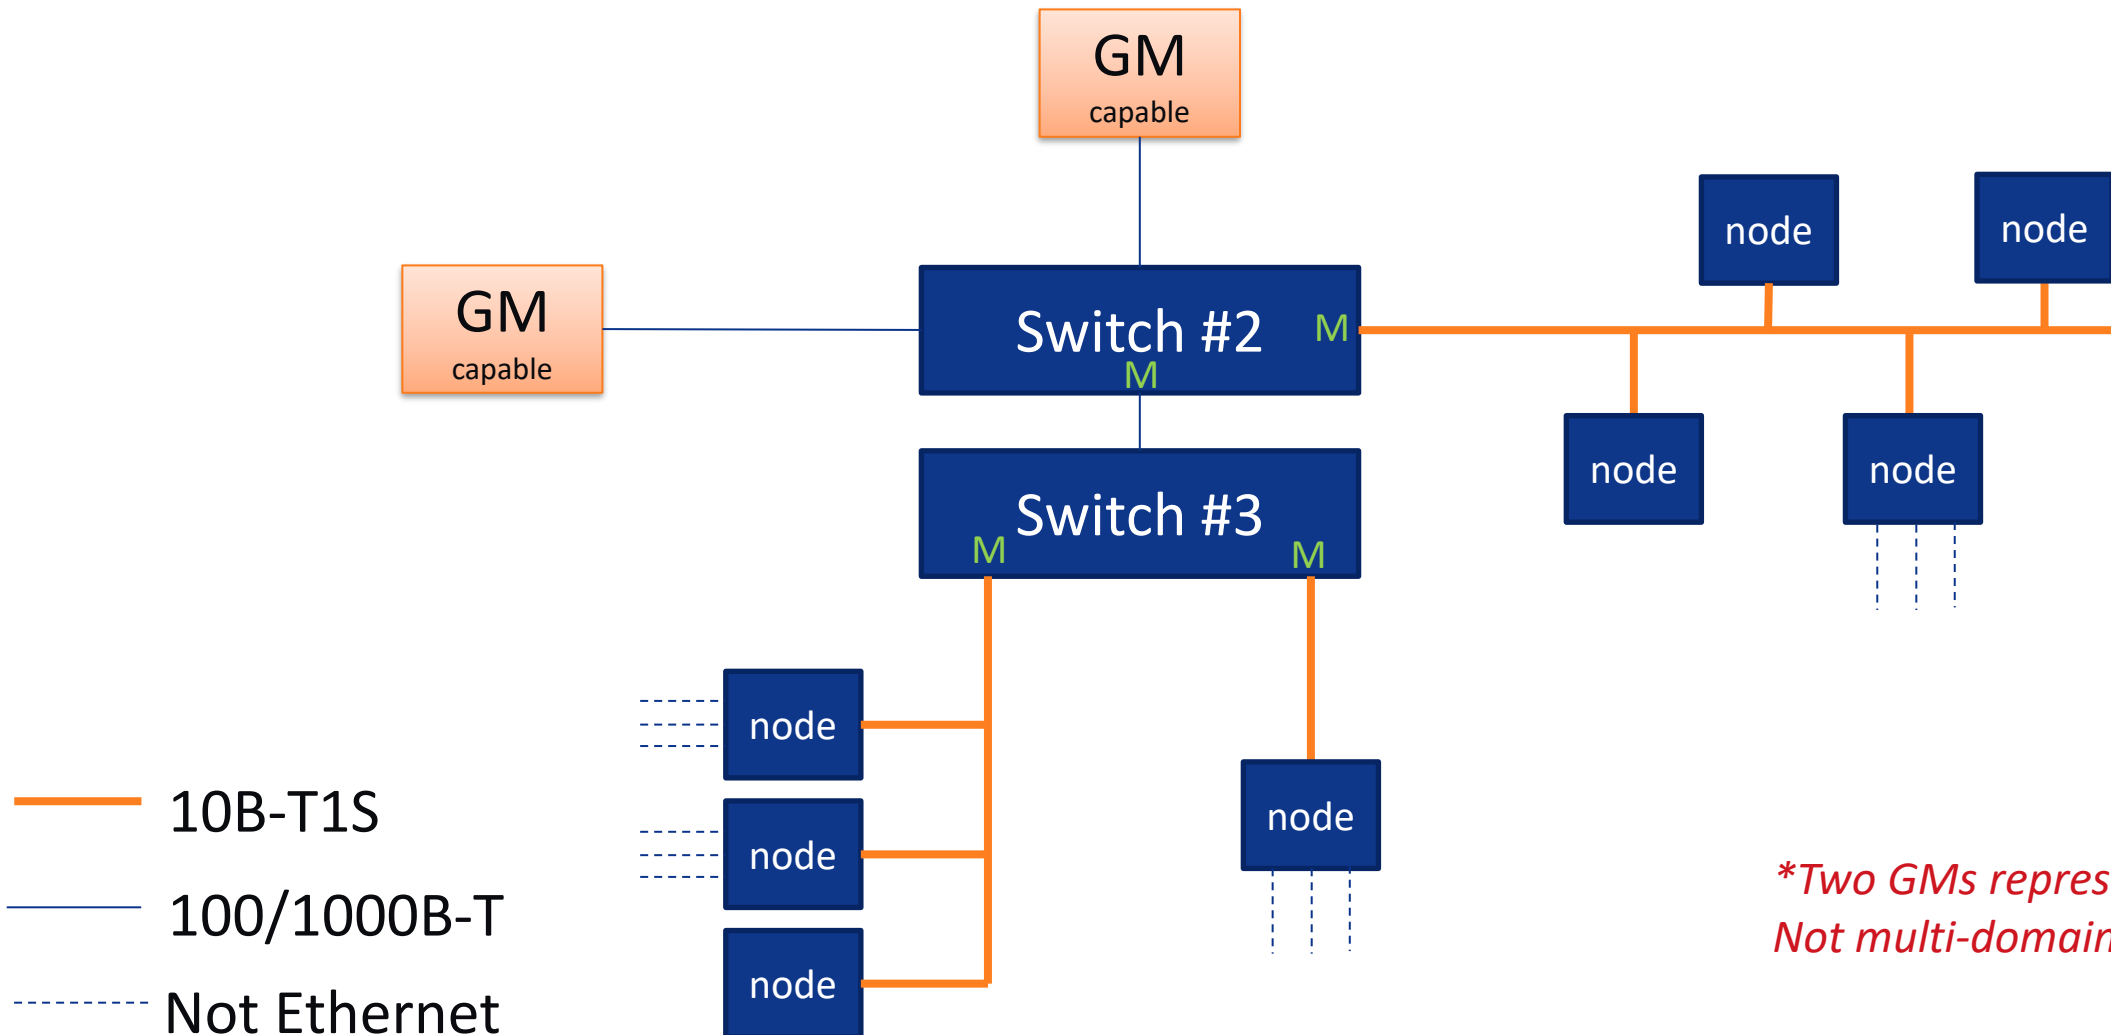 GM
capable
node
node
GM
capable
Switch #2
M
M
node
node
Switch #3
M
M
node
node
node
node
10B-T1S
100/1000B-T
Not Ethernet
*Two GMs repres
Not multi-domain